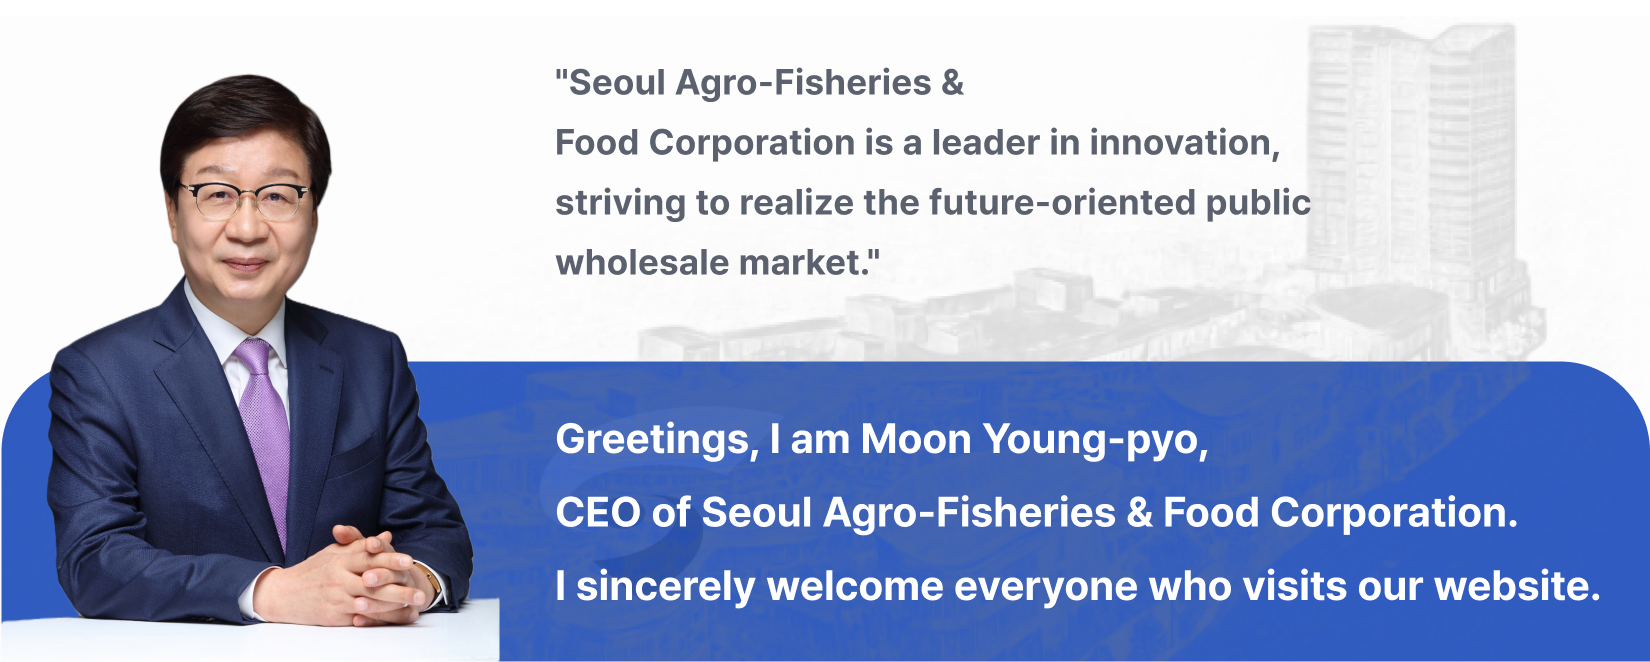 "Seoul Agro-Fisheries &
Food Corporation is a leader in innovation,
striving to realize the future-oriented public
wholesale market."
Greetings, I am Moon Young-pyo,
CEO of Seoul Agro-Fisheries & Food Corporation.
I sincerely welcome everyone who visits our website.